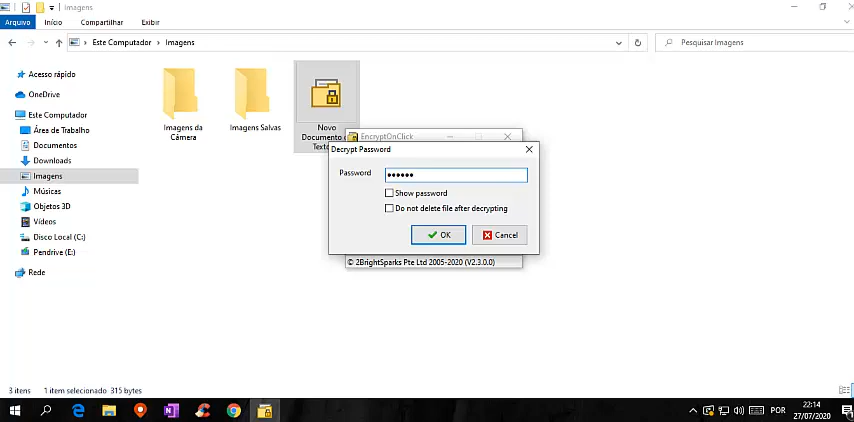 Imagens
Arquivo Início Compartilhar Exibir
Este Computador Imagens
Pesquisar Imagens
Acesso rápido
OneDrive
Este Computador
Área de Trabalho
Documentos
Downloads
Imagens
Músicas
Objetos 3D
Vídeos
Disco Local (C:)
Pendrive (E:)
Rede
Imagens da
Câmera
Imagens Salvas
Novo
Documento
Texto
EncryptOnClick
Decrypt Password
Password ●●●●●●
Show password
Do not delete file after decrypting
OK Cancel
© 2BrightSparks Pte Ltd 2005-2020 (V2.3.0.0)
3 itens 1 item selecionado 315 bytes
POR
22:14
27/07/2020